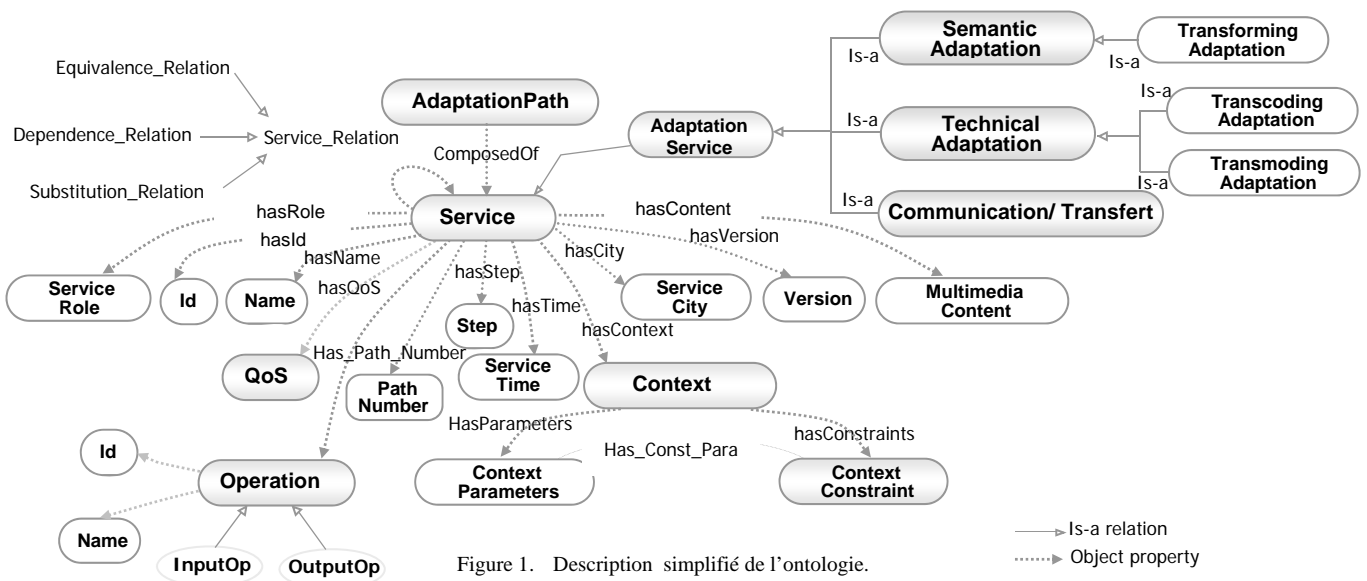 Semantic
Adaptation
Transforming
Adaptation
Is-a
Is-a
Equivalence_Relation
AdaptationPath
Is-a
Transcoding
Adaptation
Dependence_Relation
Service_Relation
Adaptation
Service
Is-a
Technical
Adaptation
ComposedOf
Transmoding
Adaptation
Is-a
Substitution_Relation
Is-a
Service
Communication/ Transfert
hasRole
hasContent
hasId
hasVersion
hasName
hasCity
hasStep
hasQoS
Service
Role
Id
Name
hasTime
Service
City
Version
Multimedia
Content
Step
hasContext
Has_Path_Number
QoS
Path
Number
Service
Time
Context
HasParameters
hasConstraints
Has_Const_Para
Id
Operation
Context
Parameters
Context
Constraint
Name
InputOp
OutputOp
Is-a relation
Object property
Figure 1. Description simplifié de l'ontologie.